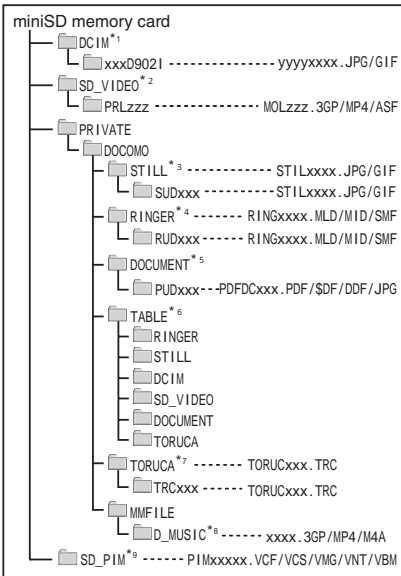 miniSD memory card
DCIM*1
xxxD902I -------------- yyyyxxxx.JPG/GIF
SD_VIDEO*2
PRLzzz ---------- MOLzzz.3GP/MP4/ASF
PRIVATE
DOCOMO
STILL*3 --------- STILxxxx.JPG/GIF
SUDxxx ------- STILxxxx.JPG/GIF
RINGER*4 ------ RINGxxxx.MLD/MID/SMF
RUDxxx ------ RINGxxxx.MLD/MID/SMF
DOCUMENT*5
PUDxxx---PDFDCxxx.PDF/$DF/DDF/JPG
TABLE*6
RINGER
STILL
DCIM
SD_VIDEO
DOCUMENT
TORUCA
TORUCA*7 ------ TORUCxxx.TRC
TRCxxx ------ TORUCxxx.TRC
MMFILE
D_MUSIC*8 ----- xxxx.3GP/MP4/M4A
SD_PIM*9 ------ PIMxxxxx.VCF/VCS/VMG/VNT/VBM